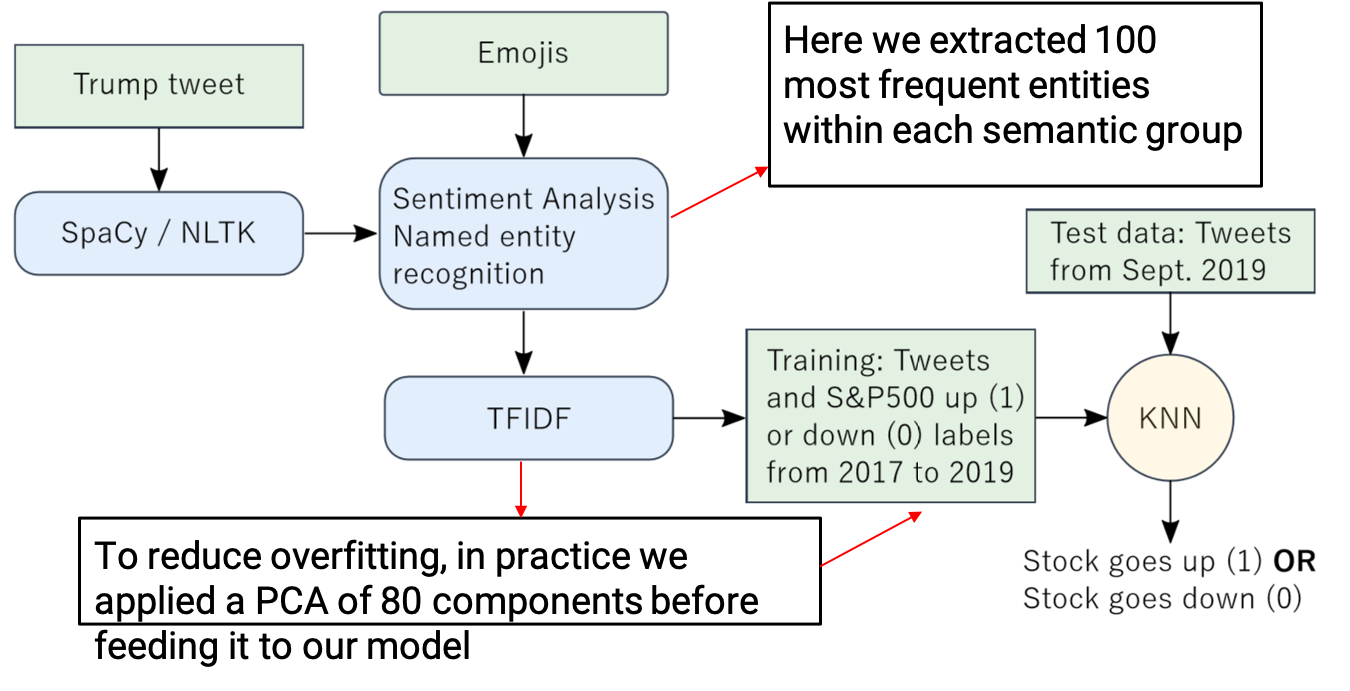 Trump tweet
Emojis
Here we extracted 100
most frequent entities
within each semantic group
SpaCy / NLTK
Sentiment Analysis
Named entity
recognition
Test data: Tweets
from Sept. 2019
TFIDF
Training: Tweets
and S&P500 up (1)
or down (0) labels
from 2017 to 2019
KNN
To reduce overfitting, in practice we
applied a PCA of 80 components before
feeding it to our model
Stock goes up (1) OR
Stock goes down (0)